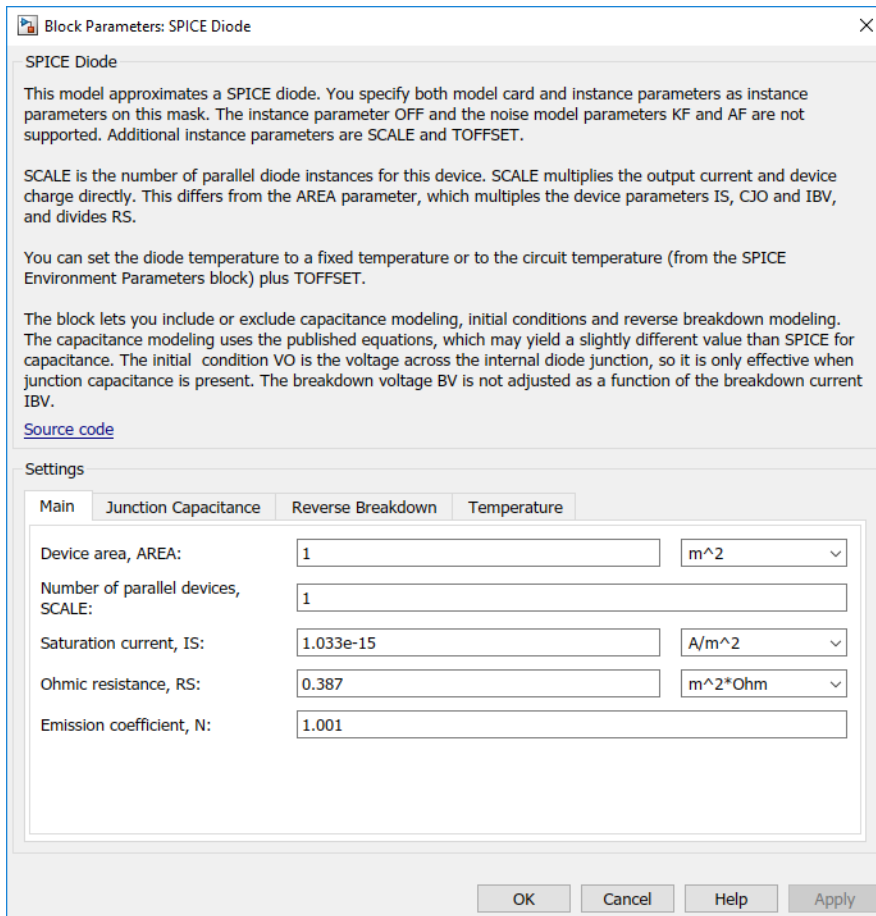 Block Parameters: SPICE Diode
SPICE Diode
This model approximates a SPICE diode. You specify both model card and instance parameters as instance
parameters on this mask. The instance parameter OFF and the noise model parameters KF and AF are not
supported. Additional instance parameters are SCALE and TOFFSET.
SCALE is the number of parallel diode instances for this device. SCALE multiplies the output current and device
charge directly. This differs from the AREA parameter, which multiples the device parameters IS, CJO and IBV,
and divides RS.
You can set the diode temperature to a fixed temperature or to the circuit temperature (from the SPICE
Environment Parameters block) plus TOFFSET.
The block lets you include or exclude capacitance modeling, initial conditions and reverse breakdown modeling.
The capacitance modeling uses the published equations, which may yield a slightly different value than SPICE for
capacitance. The initial  condition VO is the voltage across the internal diode junction, so it is only effective when
junction capacitance is present. The breakdown voltage BV is not adjusted as a function of the breakdown current
IBV.
Source code
Settings
Main Junction Capacitance Reverse Breakdown Temperature
Device area, AREA: 1 m^2
Number of parallel devices,
SCALE: 1
Saturation current, IS: 1.033e-15 A/m^2
Ohmic resistance, RS: 0.387 m^2*Ohm
Emission coefficient, N: 1.001
OK Cancel Help Apply